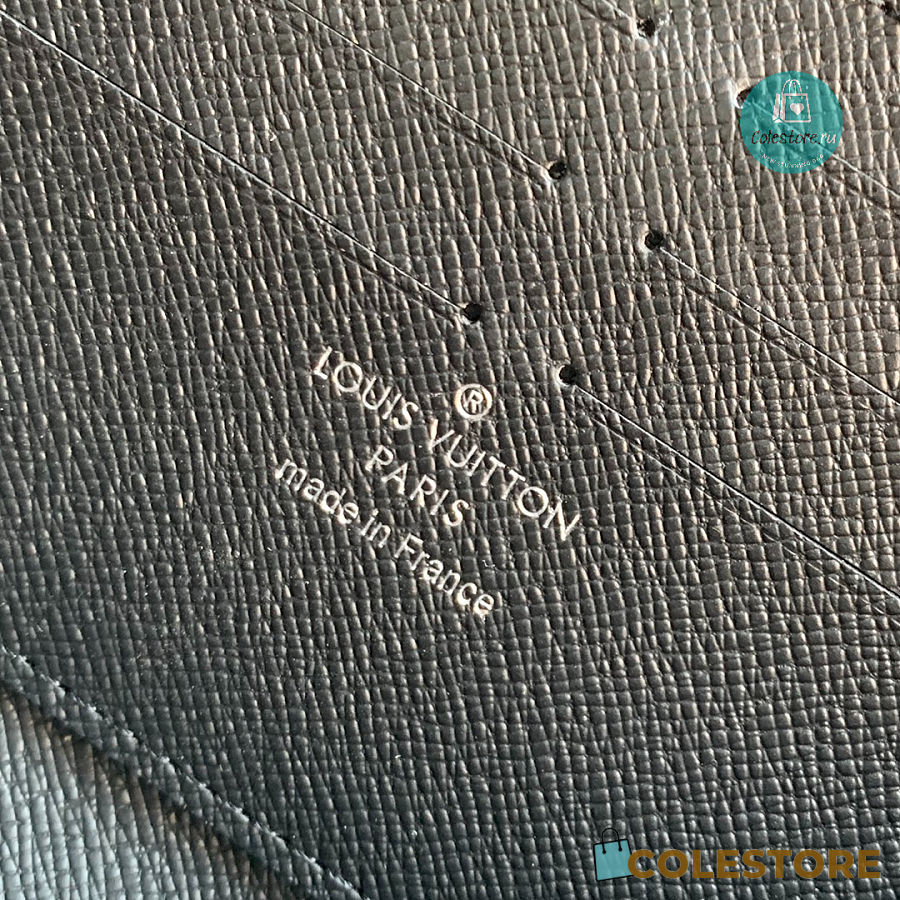 Colestore.ru
®
LOUIS VUITTON
PARIS
made in France
COLESTORE